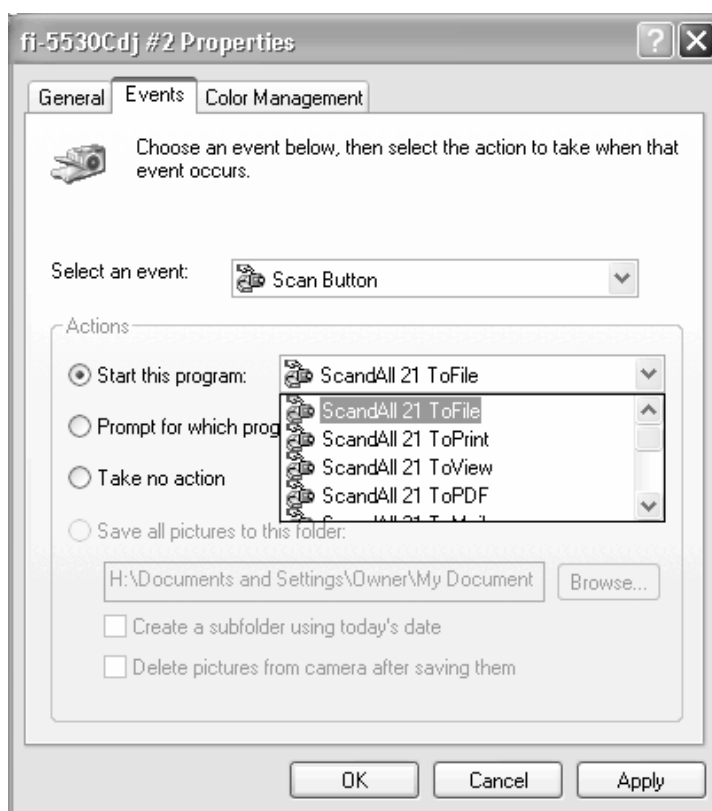 fi-5530Cdj #2 Properties
General Events Color Management
Choose an event below, then select the action to take when that
event occurs.
Select an event: Scan Button
Actions
Start this program: ScandAll 21 ToFile
ScandAll 21 ToFile
Prompt for which prog
ScandAll 21 ToPrint
ScandAll 21 ToView
Take no action
ScandAll 21 ToPDF
Save all pictures to this folder:
H:\Documents and Settings\Owner\My Document Browse...
Create a subfolder using today's date
Delete pictures from camera after saving them
OK Cancel Apply